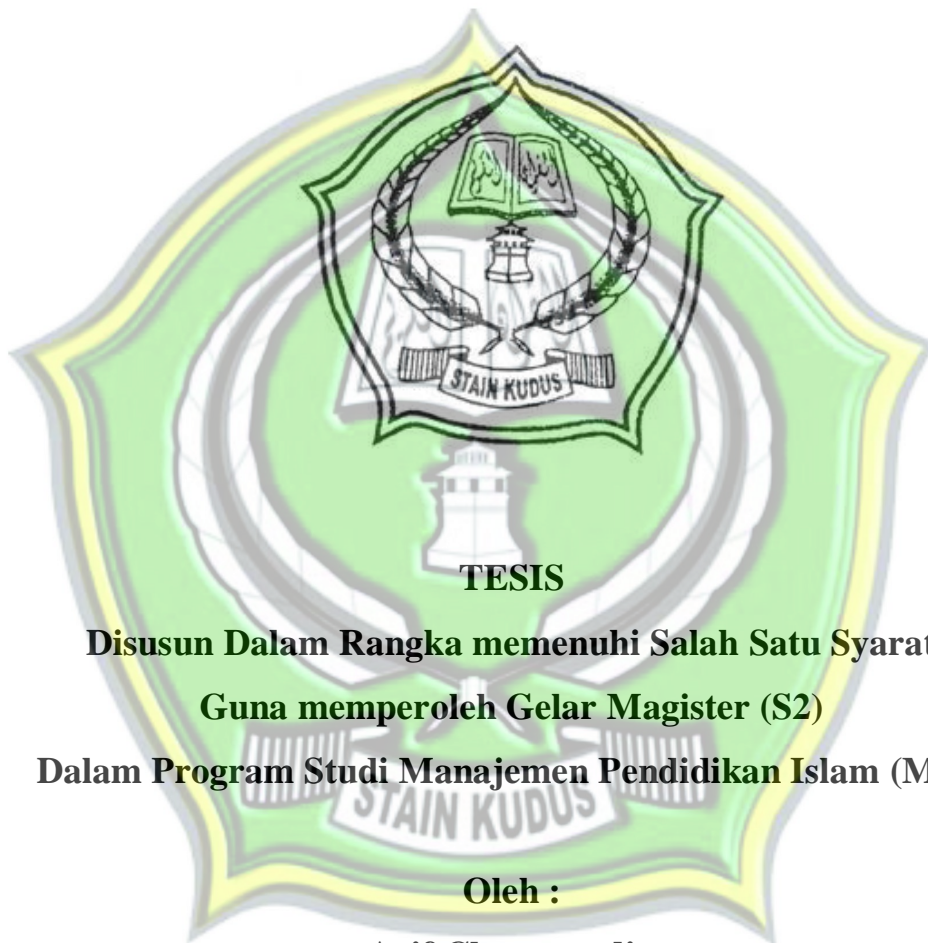 STAIN KUDUS
TESIS
Disusun Dalam Rangka memenuhi Salah Satu Syarat
Guna memperoleh Gelar Magister (S2)
Dalam Program Studi Manajemen Pendidikan Islam (M
STAIN KUDUS
Oleh :